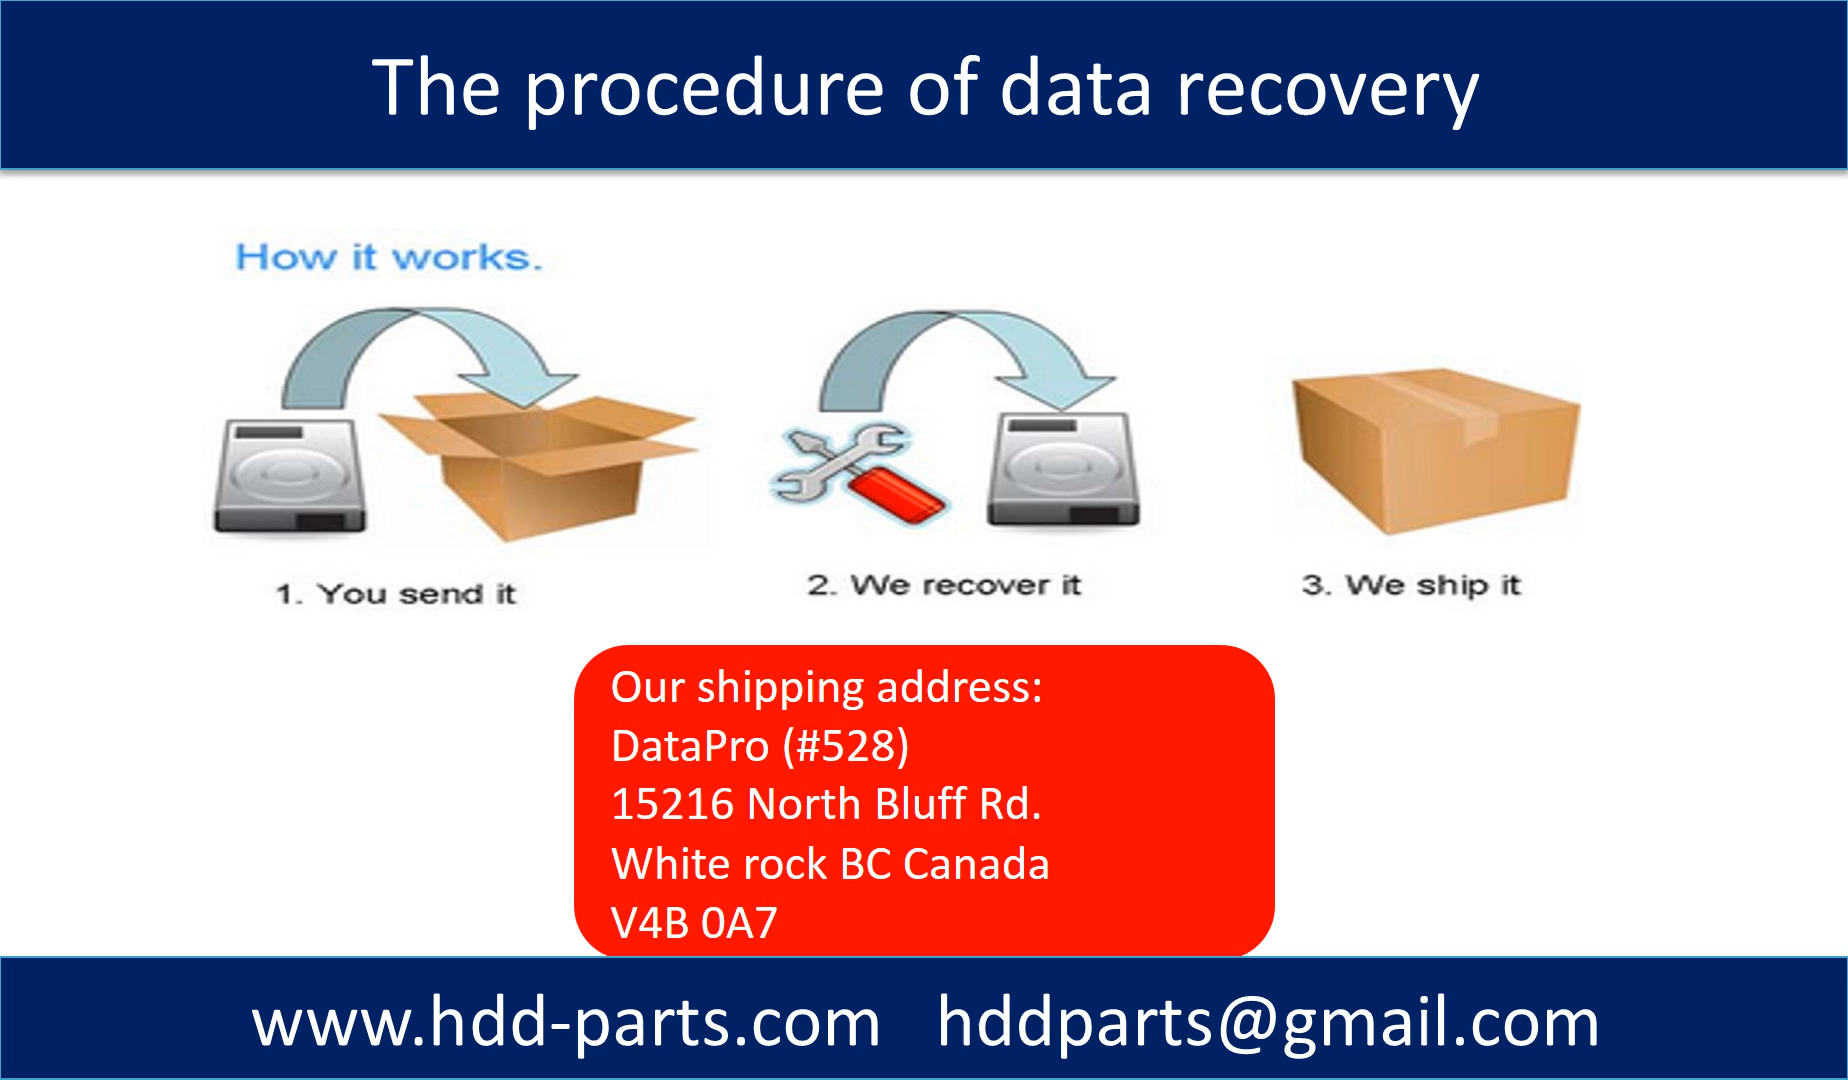 The procedure of data recovery
How it works.
1. You send it
2. We recover it
3. We ship it
Our shipping address:
DataPro (#528)
15216 North Bluff Rd.
White rock BC Canada
V4B 0A7
www.hdd-parts.com hddparts@gmail.com